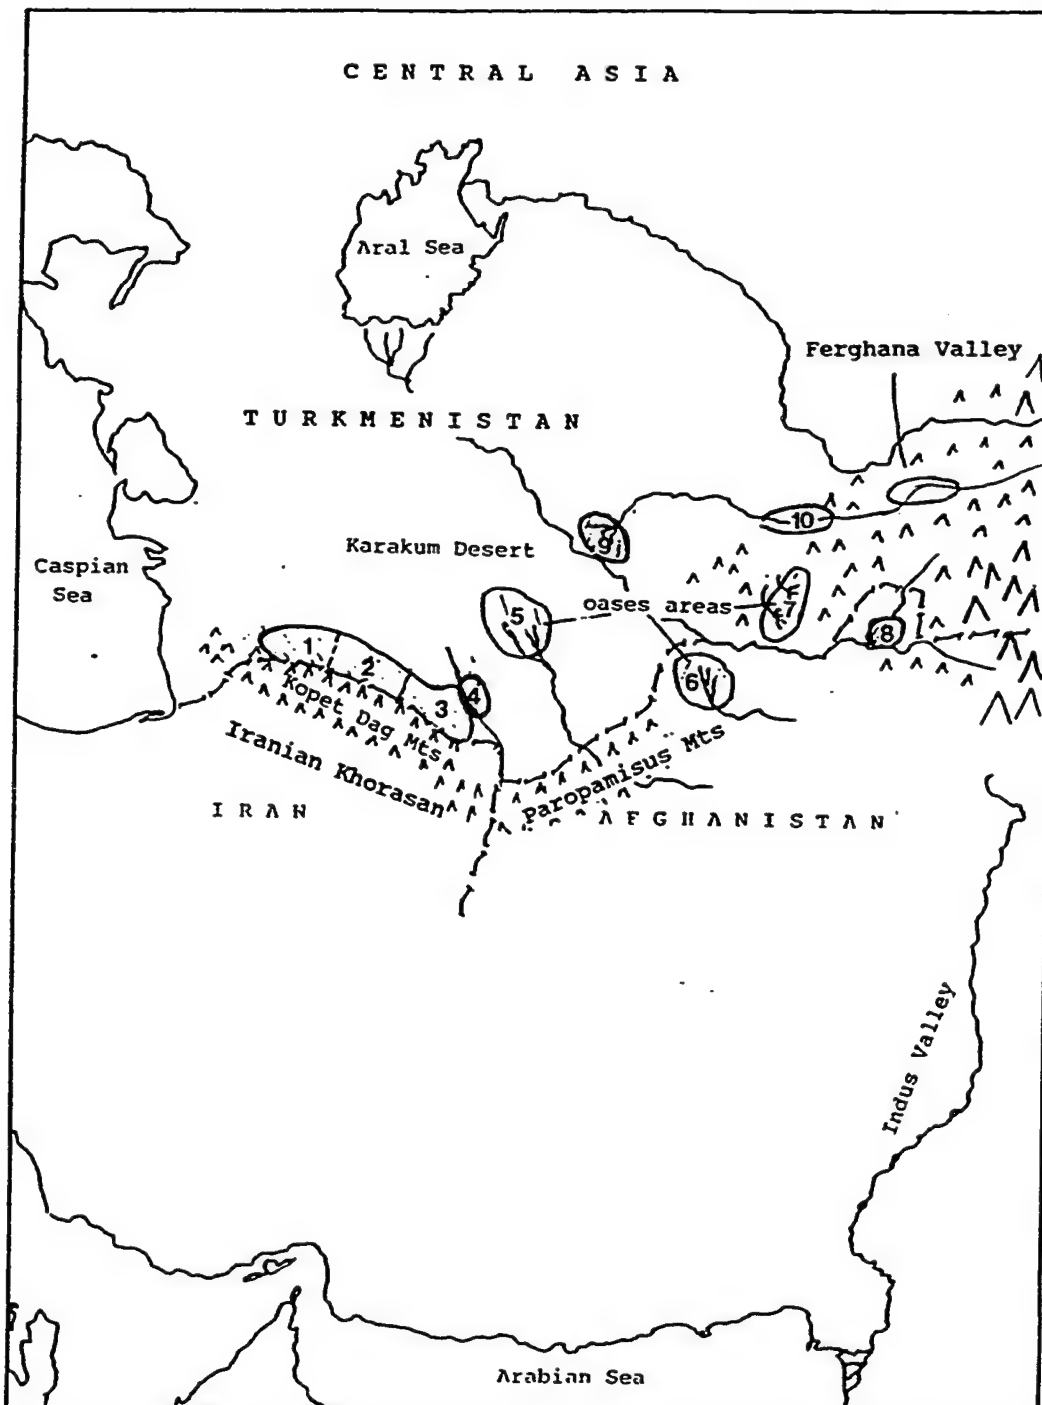 CENTRAL ASIA
Aral Sea
Ferghana Valley
TURKMENISTAN
10
9
Karakum Desert
Caspian
Sea
5
oases areas
7
8
1
2
3
4
6
Kopet Dag Mts
Iranian Khorasan
Paropamisus Mts
IRAN
AFGHANISTAN
Indus Valley
Arabian Sea